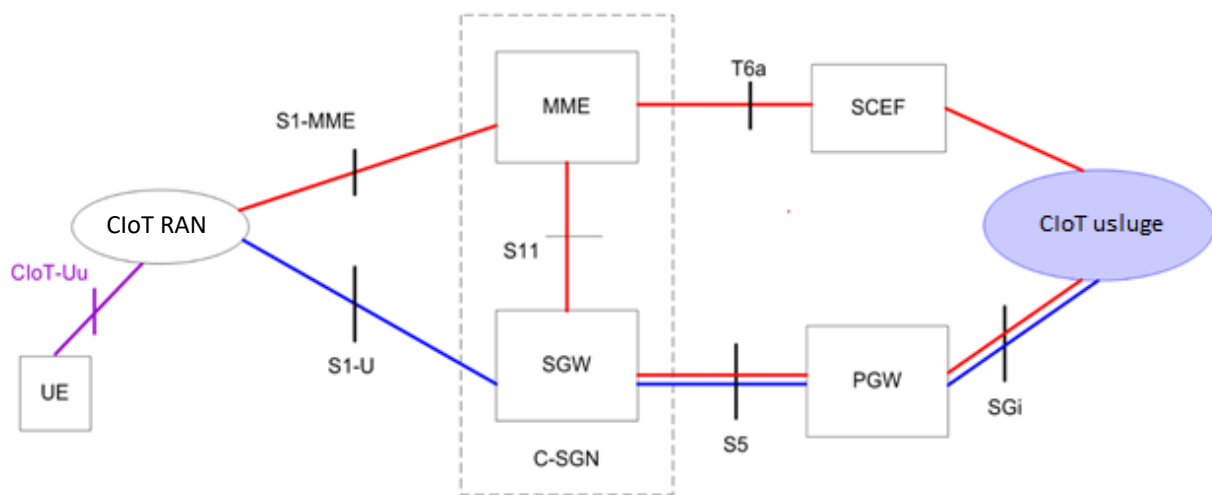 T6a
MME
SCEF
S1-MME
CIoT RAN
CIoT usluge
S11
CIoT-Uu
S1-U
SGW
PGW
UE
SGi
S5
C-SGN